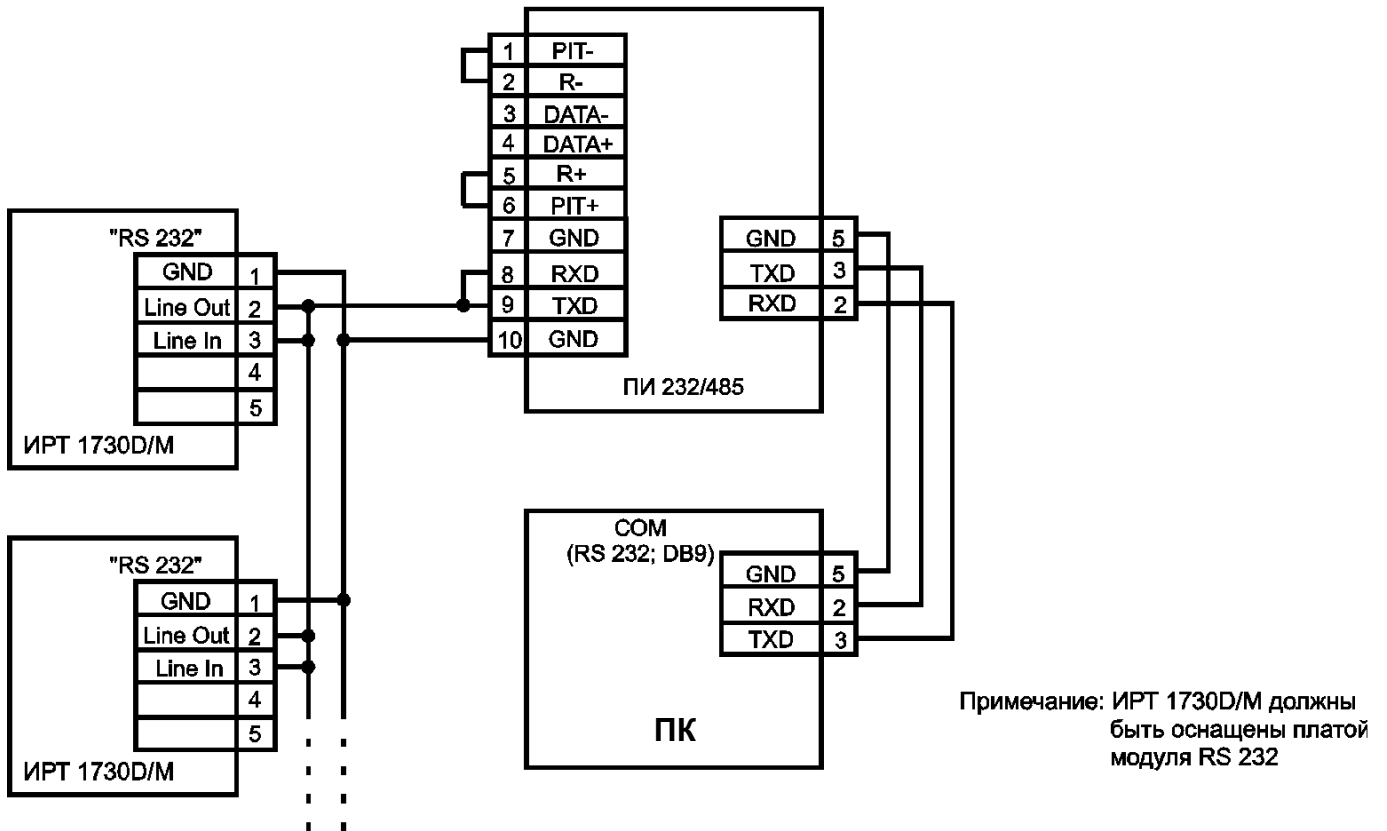 1 PIT-
2 R-
3 DATA-
4 DATA+
5 R+
6 PIT+
7 GND
8 RXD
9 TXD
10 GND
GND 5
TXD 3
RXD 2
ПИ 232/485
"RS 232"
GND 1
Line Out 2
Line In 3
4
5
ИРТ 1730D/М
"RS 232"
GND 1
Line Out 2
Line In 3
4
5
ИРТ 1730D/М
COM
(RS 232; DB9)
GND 5
RXD 2
TXD 3
ПК
Примечание: ИРТ 1730D/М должны
быть оснащены платой
модуля RS 232